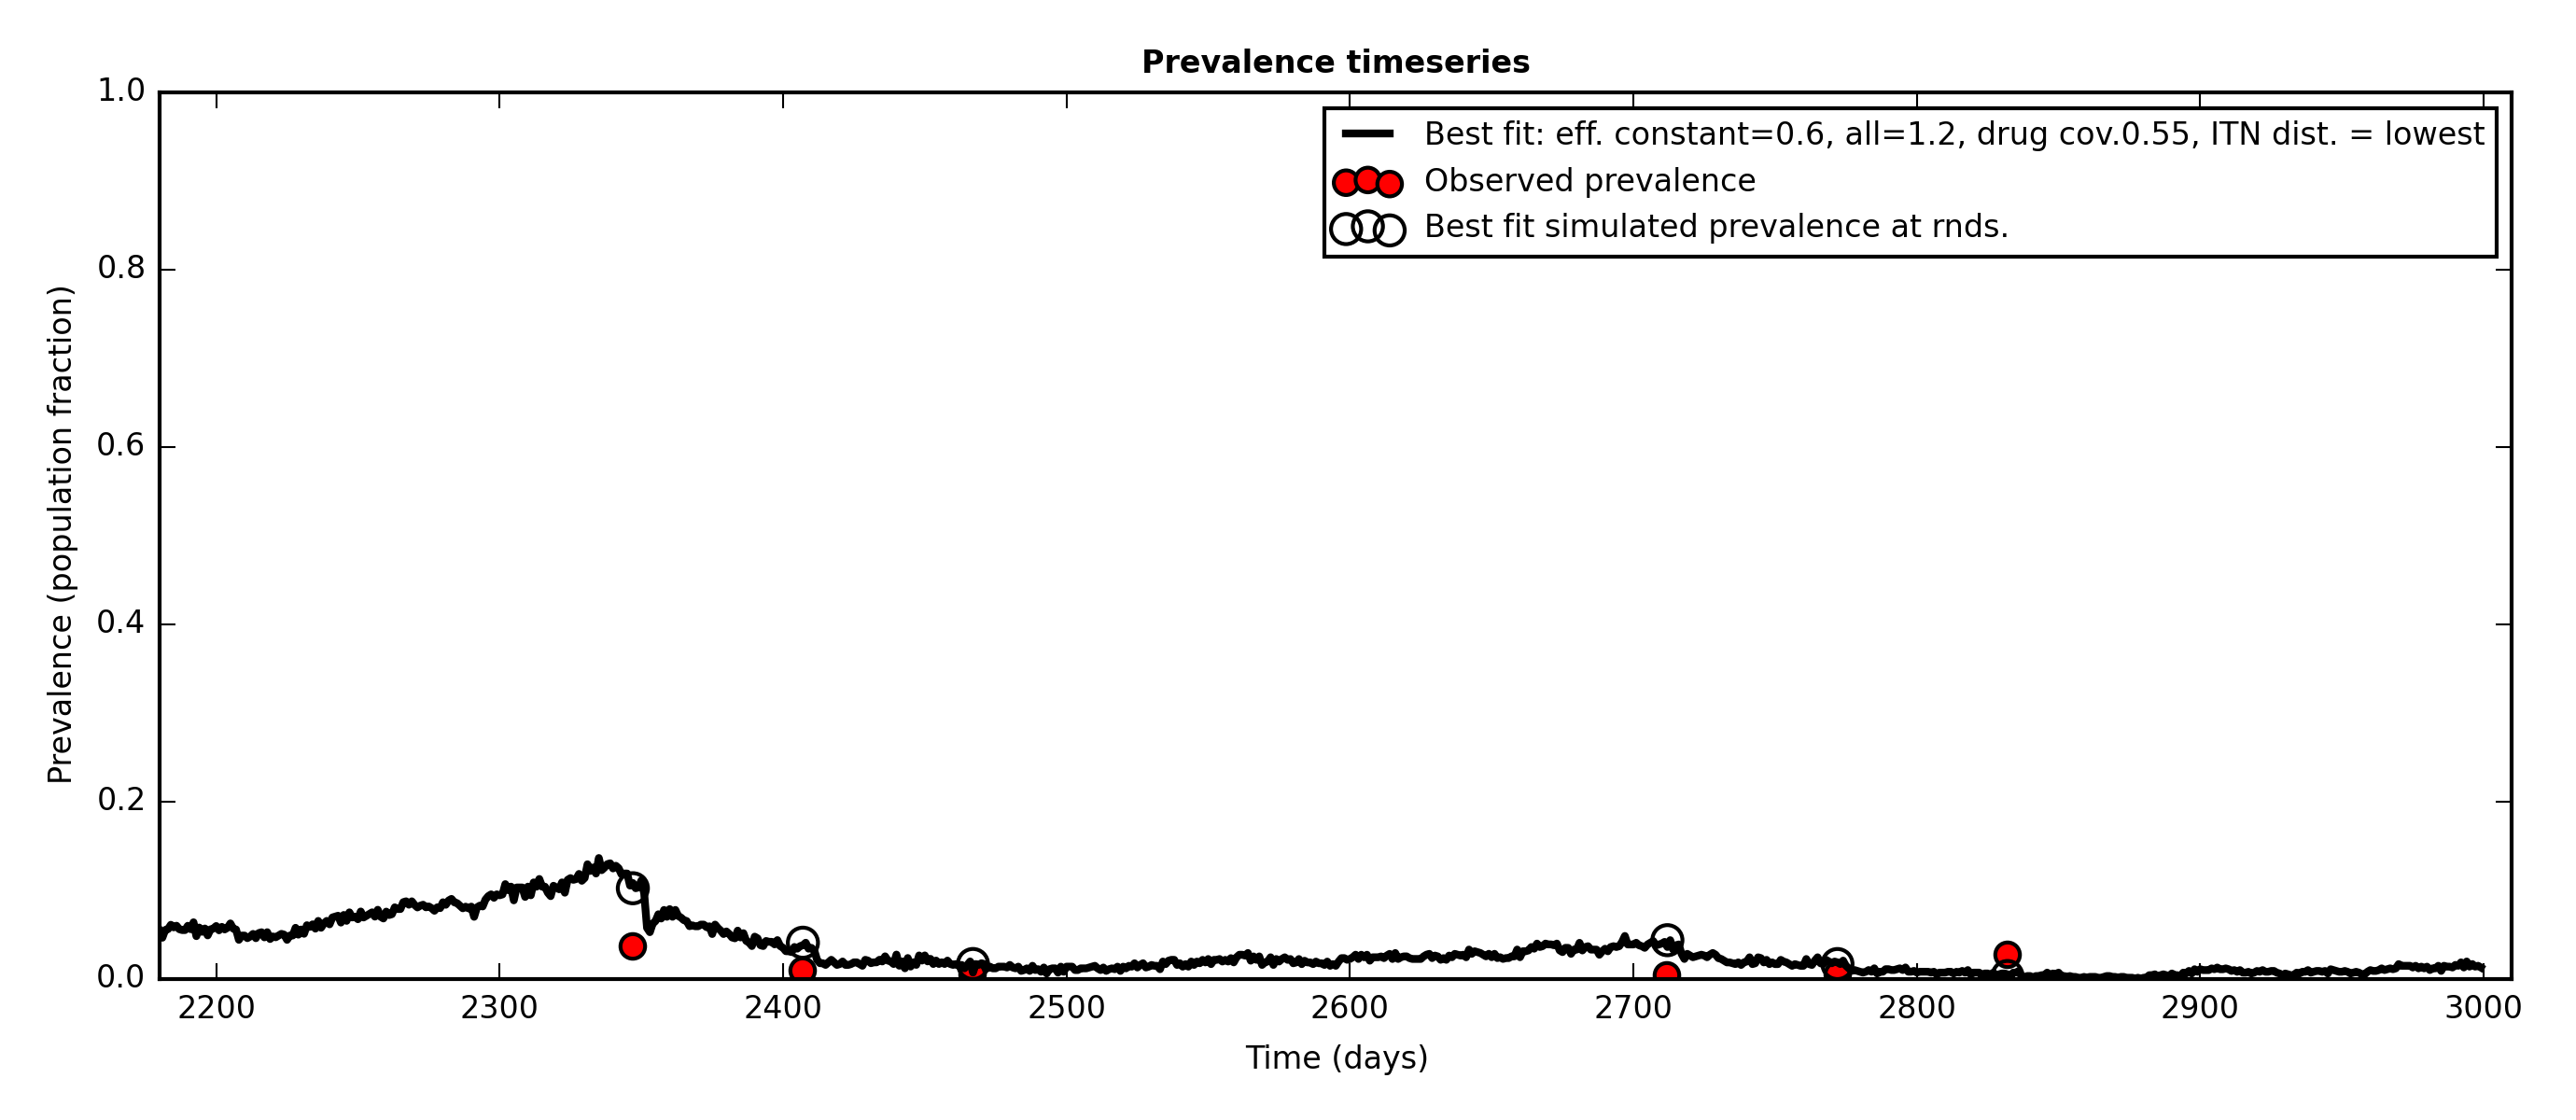 Prevalence timeseries
1.0
0.8
0.6
0.4
0.2
0.0
Prevalence (population fraction)
Best fit: eff. constant=0.6, all=1.2, drug cov.0.55, ITN dist. = lowest
Observed prevalence
Best fit simulated prevalence at rnds.
2200 2300 2400 2500 2600 2700 2800 2900 3000
Time (days)